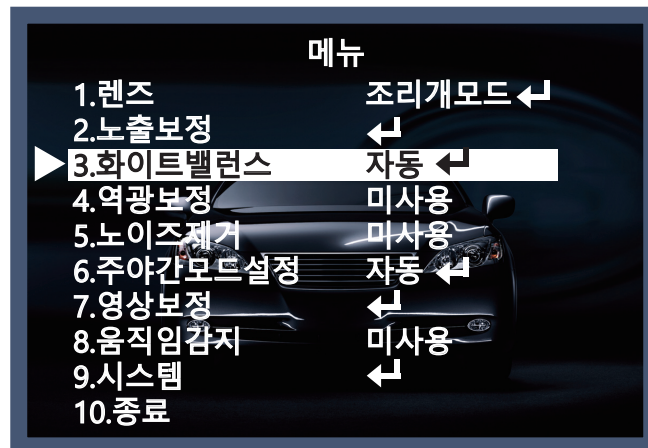 메뉴
1.렌즈 조리개모드↵
2.노출보정 ↵
3.화이트밸런스 자동 ↵
4.역광보정 미사용
5.노이즈제거 미사용
6.주야간모드설정 자동 ↵
7.영상보정 ↵
8.움직임감지 미사용
9.시스템 ↵
10.종료